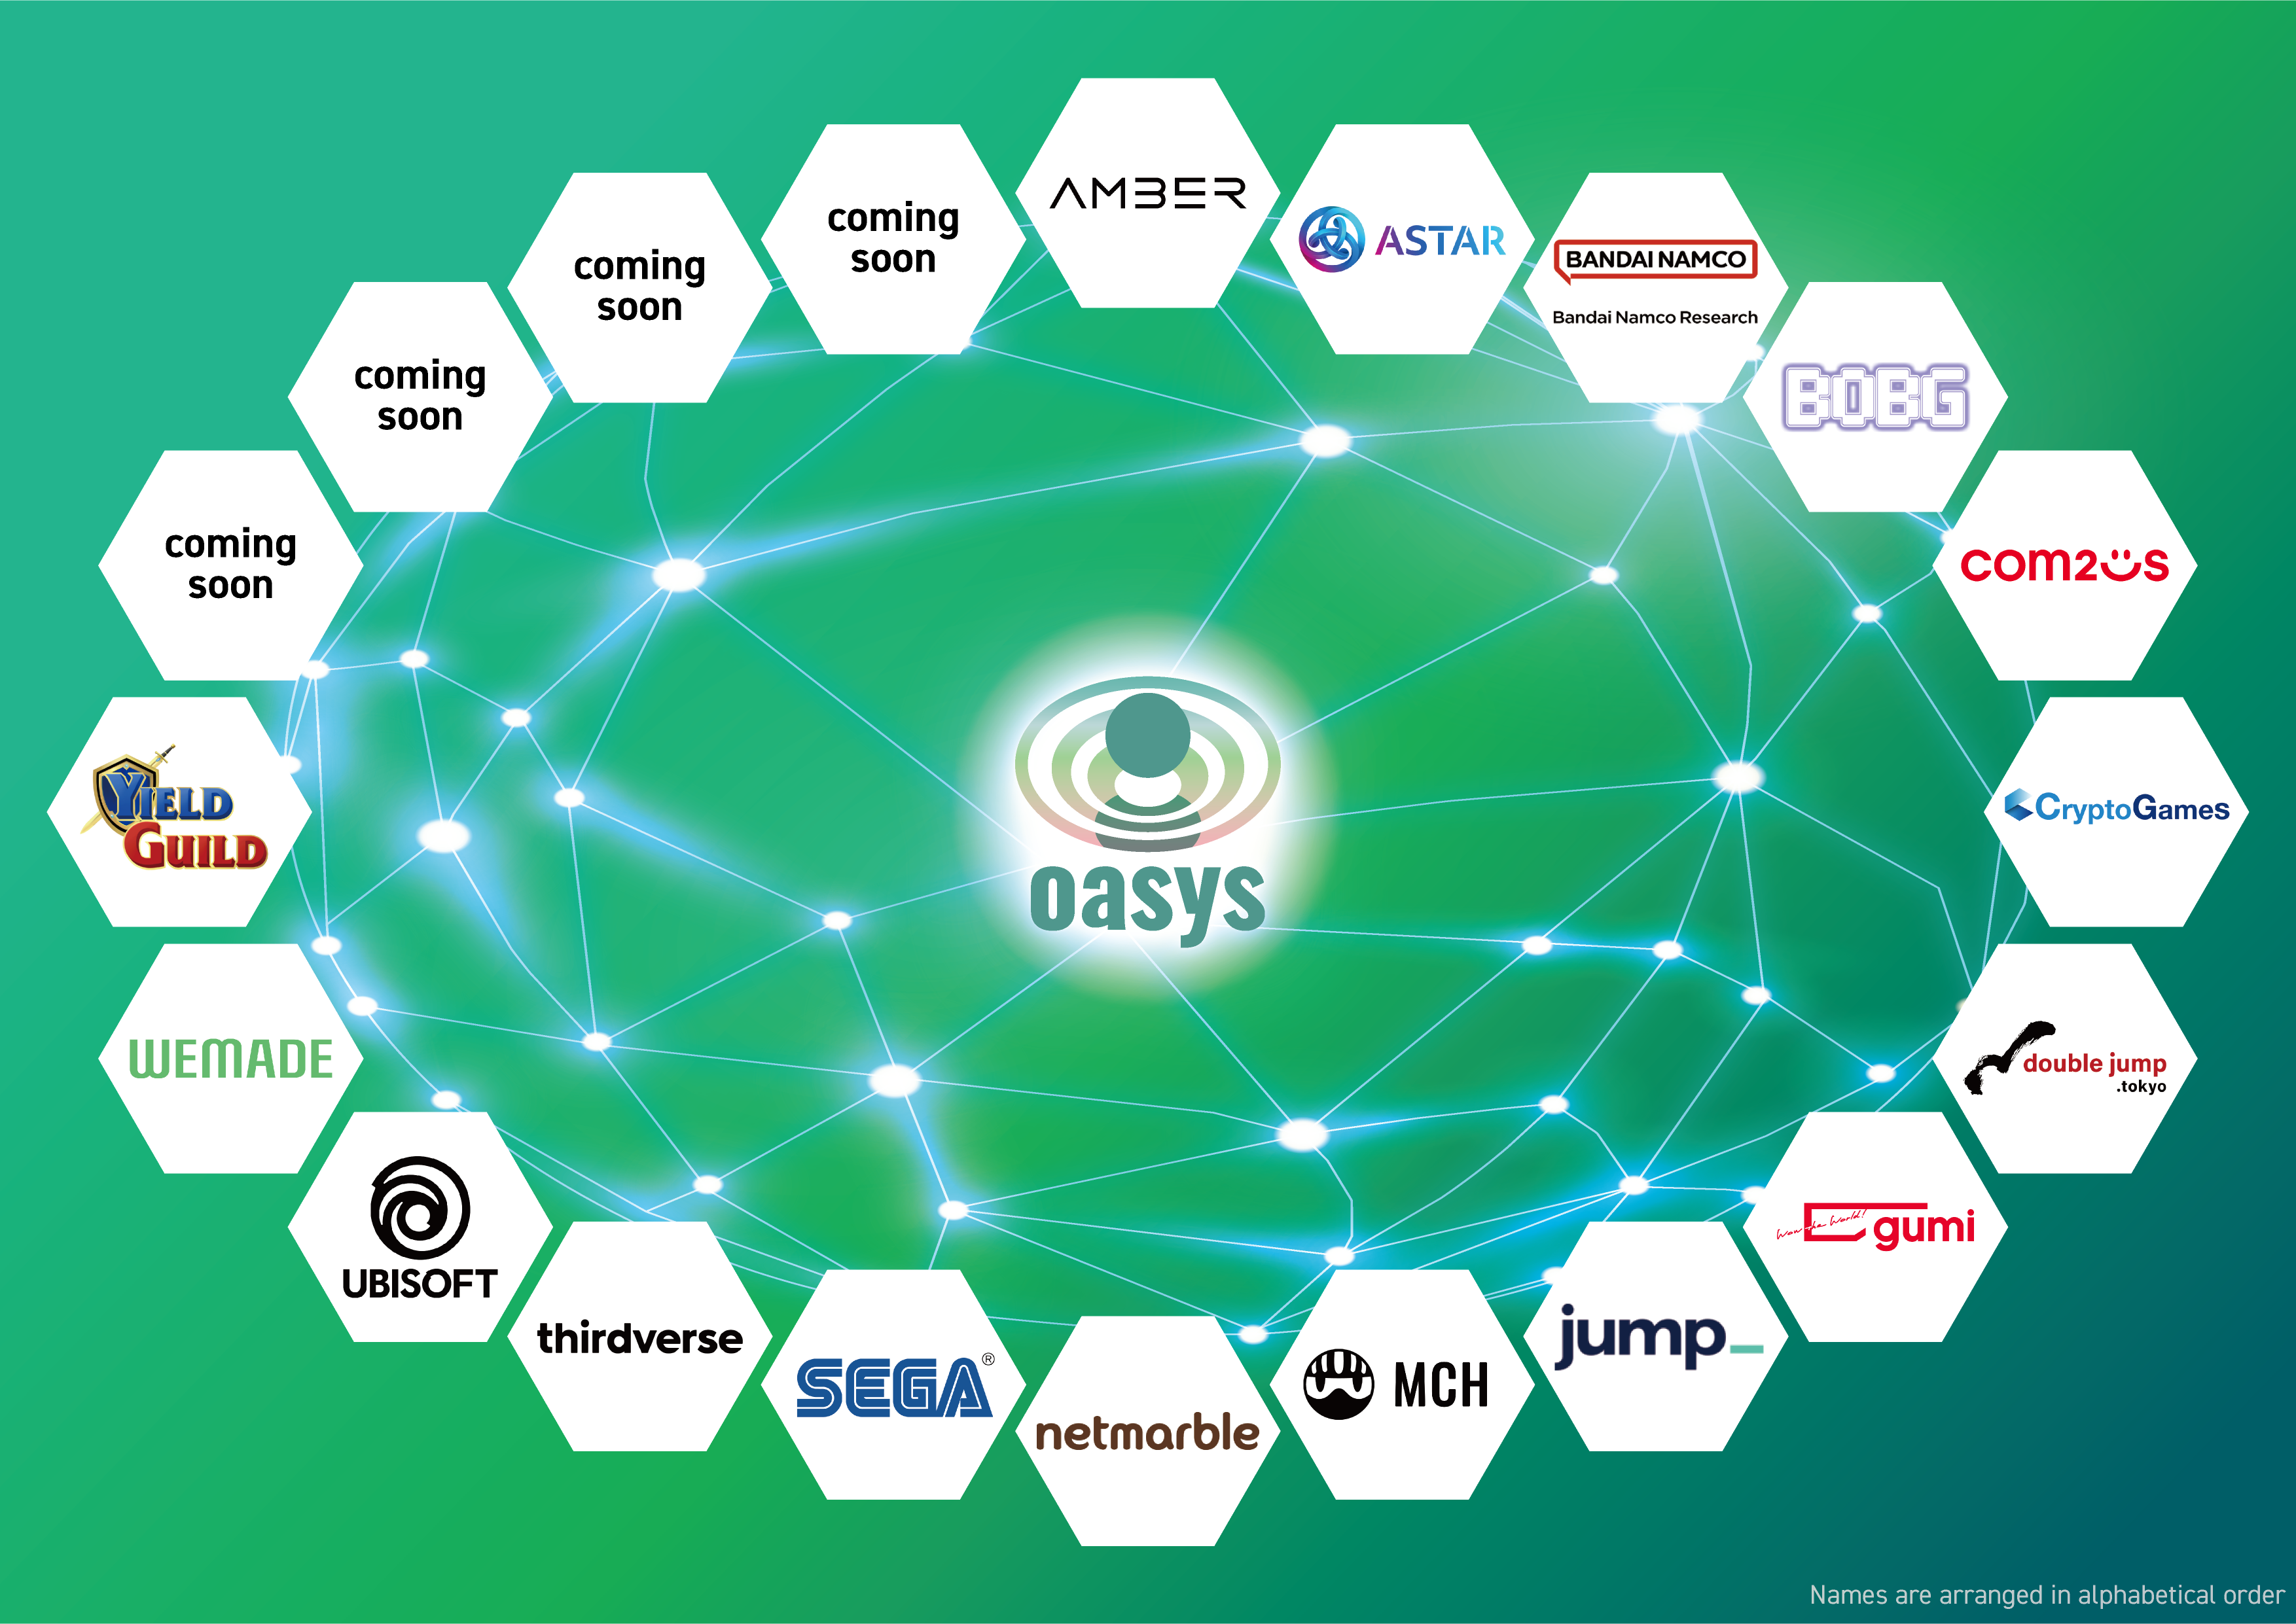 AMBER
ASTAR
BANDAI NAMCO
Bandai Namco Research
BOBG
com2us
CryptoGames
double jump
.tokyo
Wow the World!
gumi
jump_
MCH
netmarble
SEGA®
thirdverse
UBISOFT
WEMADE
YIELD
GUILD
coming
soon
coming
soon
coming
soon
coming
soon
oasys
Names are arranged in alphabetical order